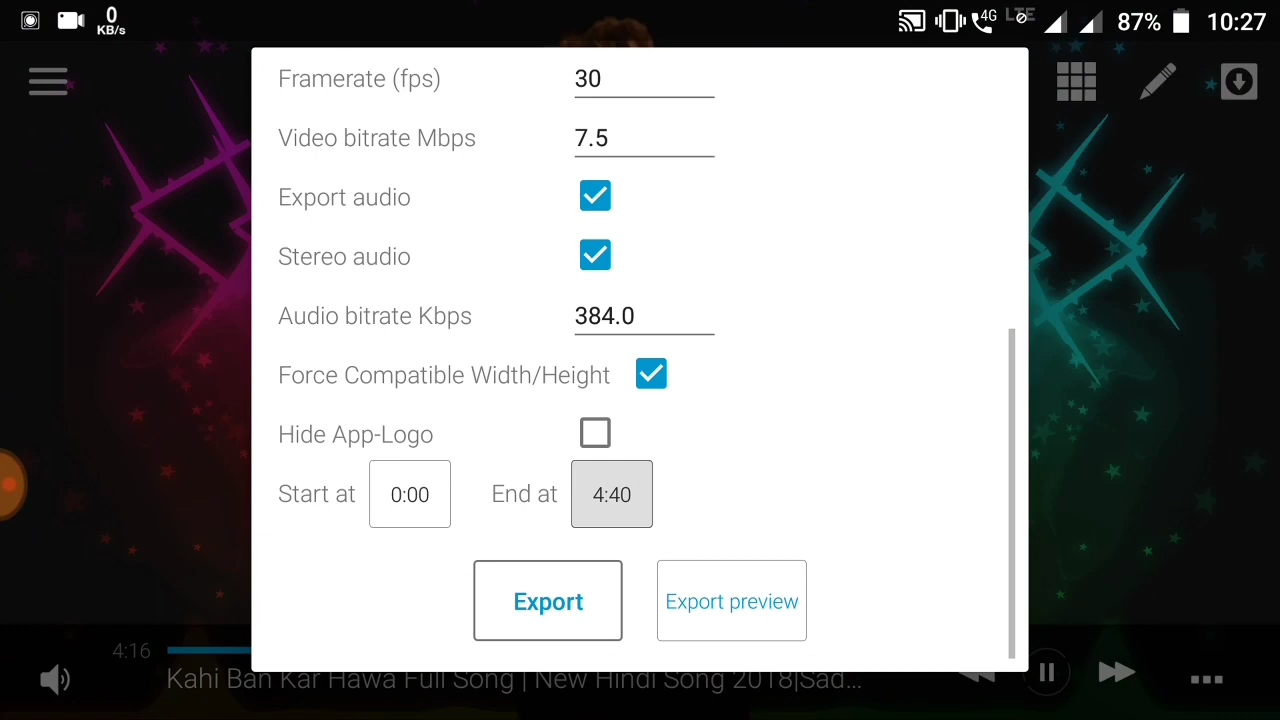 0
KB/s
4G
LTE
87%
10:27
Framerate (fps) 30
Video bitrate Mbps 7.5
Export audio
Stereo audio
Audio bitrate Kbps 384.0
Force Compatible Width/Height
Hide App-Logo
Start at 0:00 End at 4:40
Export Export preview
4:16
Kahi Ban Kar Hawa Full Song | New Hindi Song 2018|Sad...